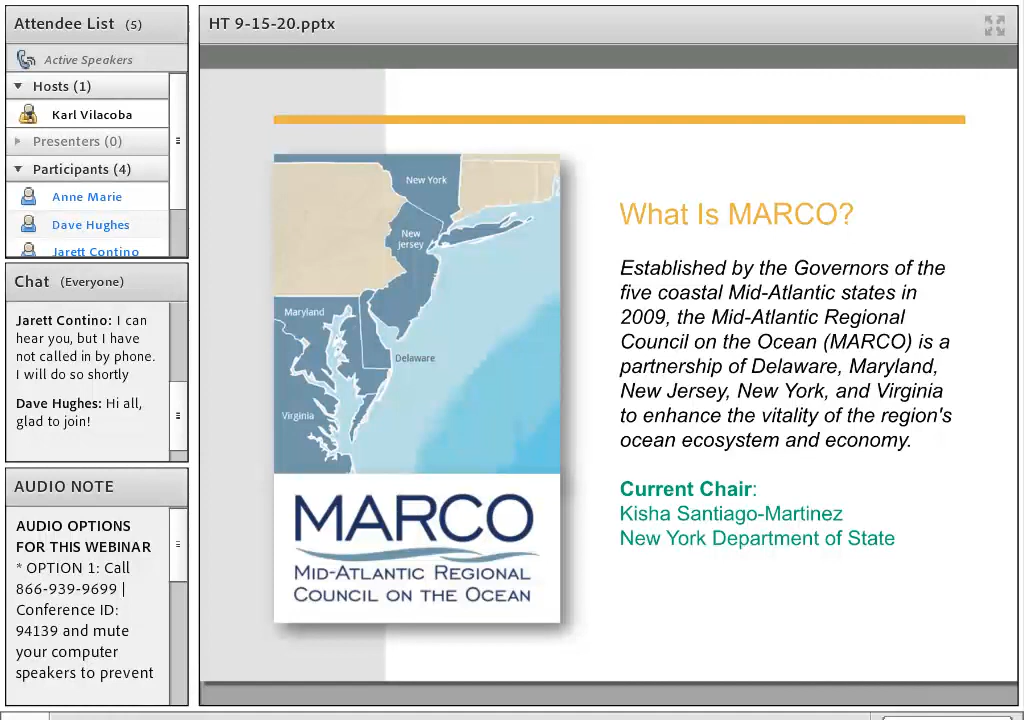 Attendee List (5)
Active Speakers
Hosts (1)
Karl Vilacoba
Presenters (0)
Participants (4)
Anne Marie
Dave Hughes
Jarett Contino
Chat (Everyone)
Jarett Contino: I can
hear you, but I have
not called in by phone.
I will do so shortly
Dave Hughes: Hi all,
glad to join!
AUDIO NOTE
AUDIO OPTIONS
FOR THIS WEBINAR
* OPTION 1: Call
866-939-9699 |
Conference ID:
94139 and mute
your computer
speakers to prevent
HT 9-15-20.pptx
New York
New
Jersey
Maryland
Delaware
Virginia
MARCO
MID-ATLANTIC REGIONAL
COUNCIL ON THE OCEAN
What Is MARCO?
Established by the Governors of the
five coastal Mid-Atlantic states in
2009, the Mid-Atlantic Regional
Council on the Ocean (MARCO) is a
partnership of Delaware, Maryland,
New Jersey, New York, and Virginia
to enhance the vitality of the region's
ocean ecosystem and economy.
Current Chair:
Kisha Santiago-Martinez
New York Department of State